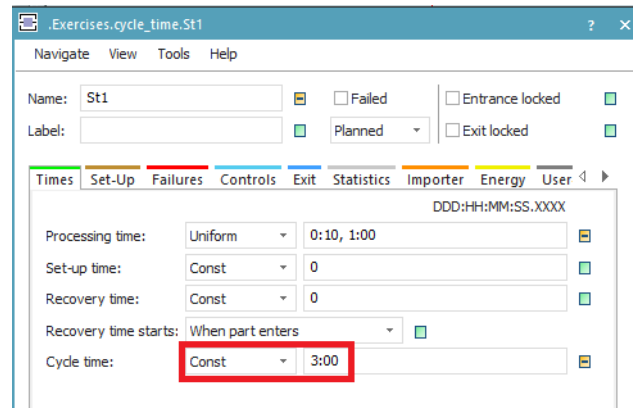 .Exercises.cycle_time.St1 ? ×
Navigate View Tools Help
Name: St1 Failed Entrance locked
Label: Planned Exit locked
Times Set-Up Failures Controls Exit Statistics Importer Energy User
DDD:HH:MM:SS.XXXX
Processing time: Uniform 0:10, 1:00
Set-up time: Const 0
Recovery time: Const 0
Recovery time starts: When part enters
Cycle time: Const 3:00